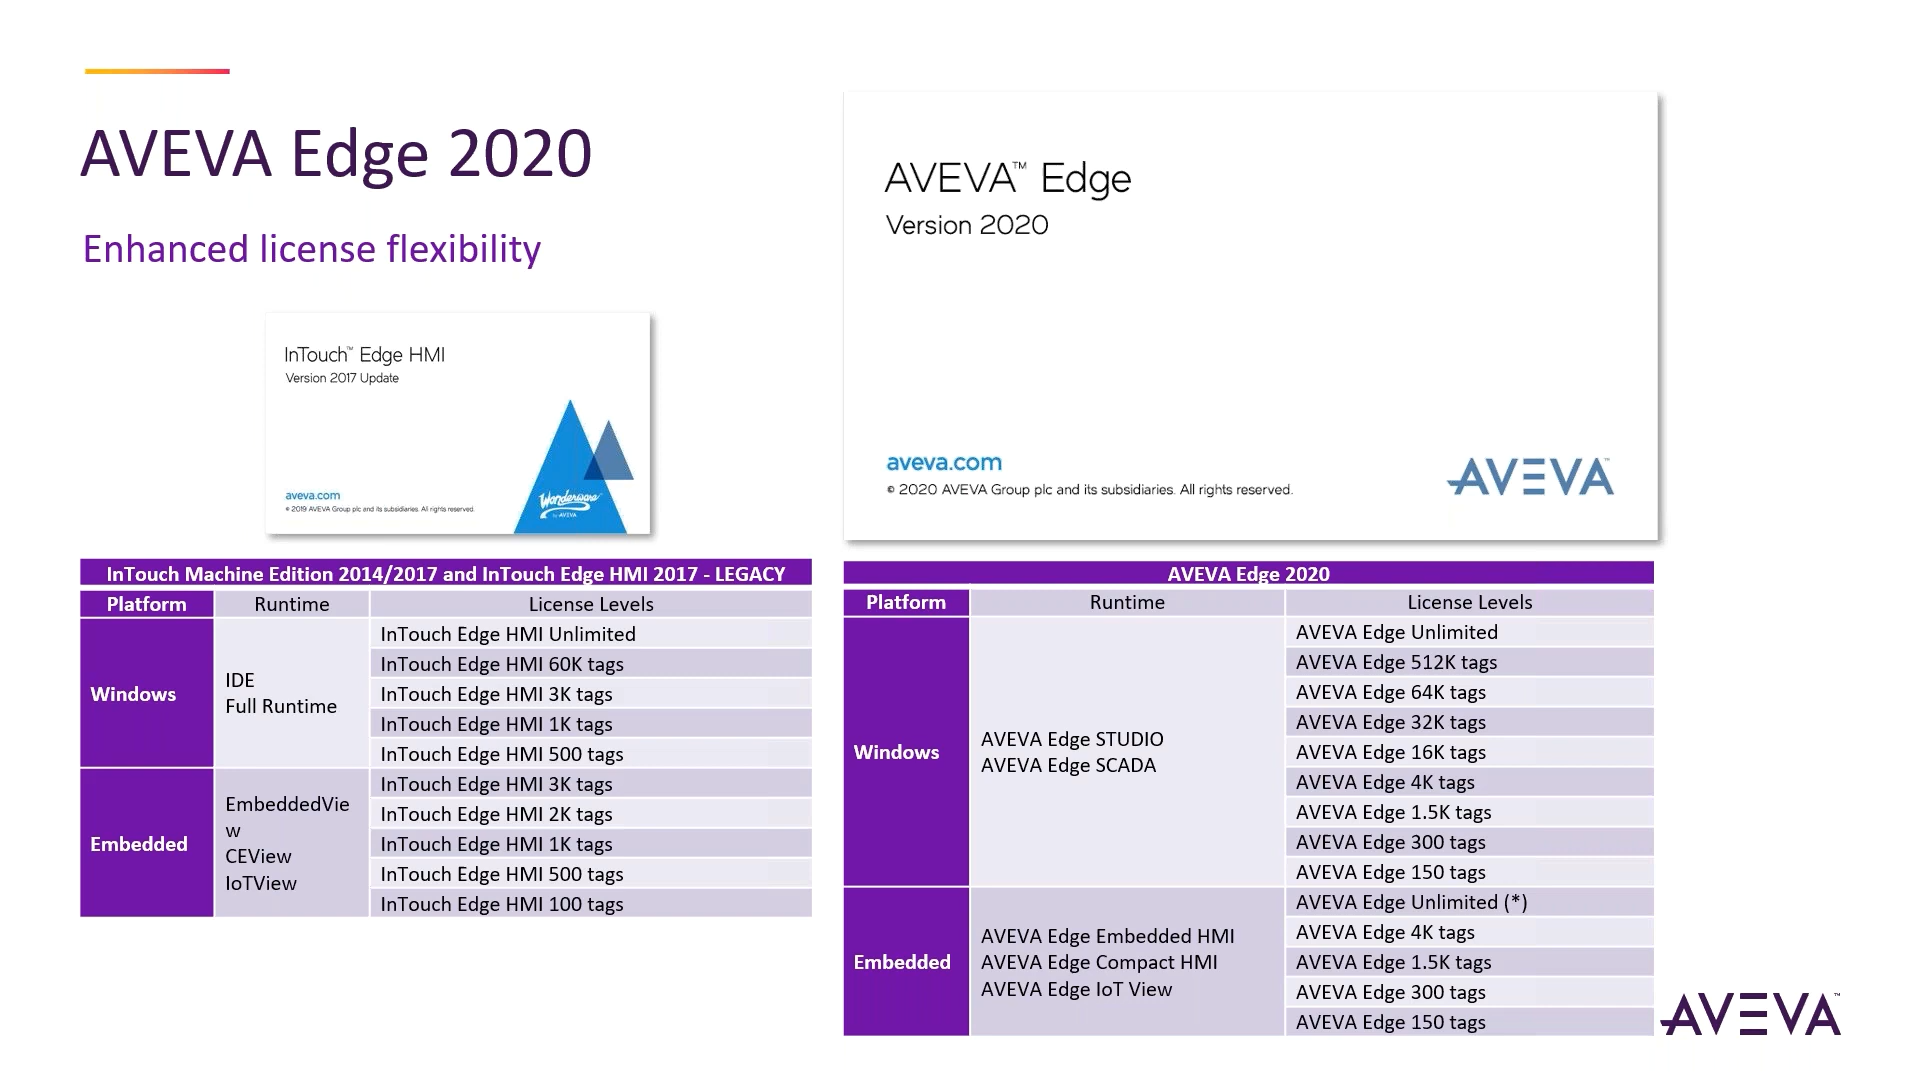 AVEVA Edge 2020
Enhanced license flexibility
InTouch™ Edge HMI
Version 2017 Update
aveva.com
© 2019 AVEVA Group plc and its subsidiaries. All rights reserved.
Wonderware
by AVEVA
AVEVA™ Edge
Version 2020
aveva.com
© 2020 AVEVA Group plc and its subsidiaries. All rights reserved.
AVEVA™
InTouch Machine Edition 2014/2017 and InTouch Edge HMI 2017 - LEGACY
Platform Runtime License Levels
Windows
IDE
Full Runtime
InTouch Edge HMI Unlimited
InTouch Edge HMI 60K tags
InTouch Edge HMI 3K tags
InTouch Edge HMI 1K tags
InTouch Edge HMI 500 tags
Embedded
EmbeddedVie
w
CEView
IoTView
InTouch Edge HMI 3K tags
InTouch Edge HMI 2K tags
InTouch Edge HMI 1K tags
InTouch Edge HMI 500 tags
InTouch Edge HMI 100 tags
AVEVA Edge 2020
Platform Runtime License Levels
Windows
AVEVA Edge STUDIO
AVEVA Edge SCADA
AVEVA Edge Unlimited
AVEVA Edge 512K tags
AVEVA Edge 64K tags
AVEVA Edge 32K tags
AVEVA Edge 16K tags
AVEVA Edge 4K tags
AVEVA Edge 1.5K tags
AVEVA Edge 300 tags
AVEVA Edge 150 tags
Embedded
AVEVA Edge Embedded HMI
AVEVA Edge Compact HMI
AVEVA Edge IoT View
AVEVA Edge Unlimited (*)
AVEVA Edge 4K tags
AVEVA Edge 1.5K tags
AVEVA Edge 300 tags
AVEVA Edge 150 tags
AVEVA™